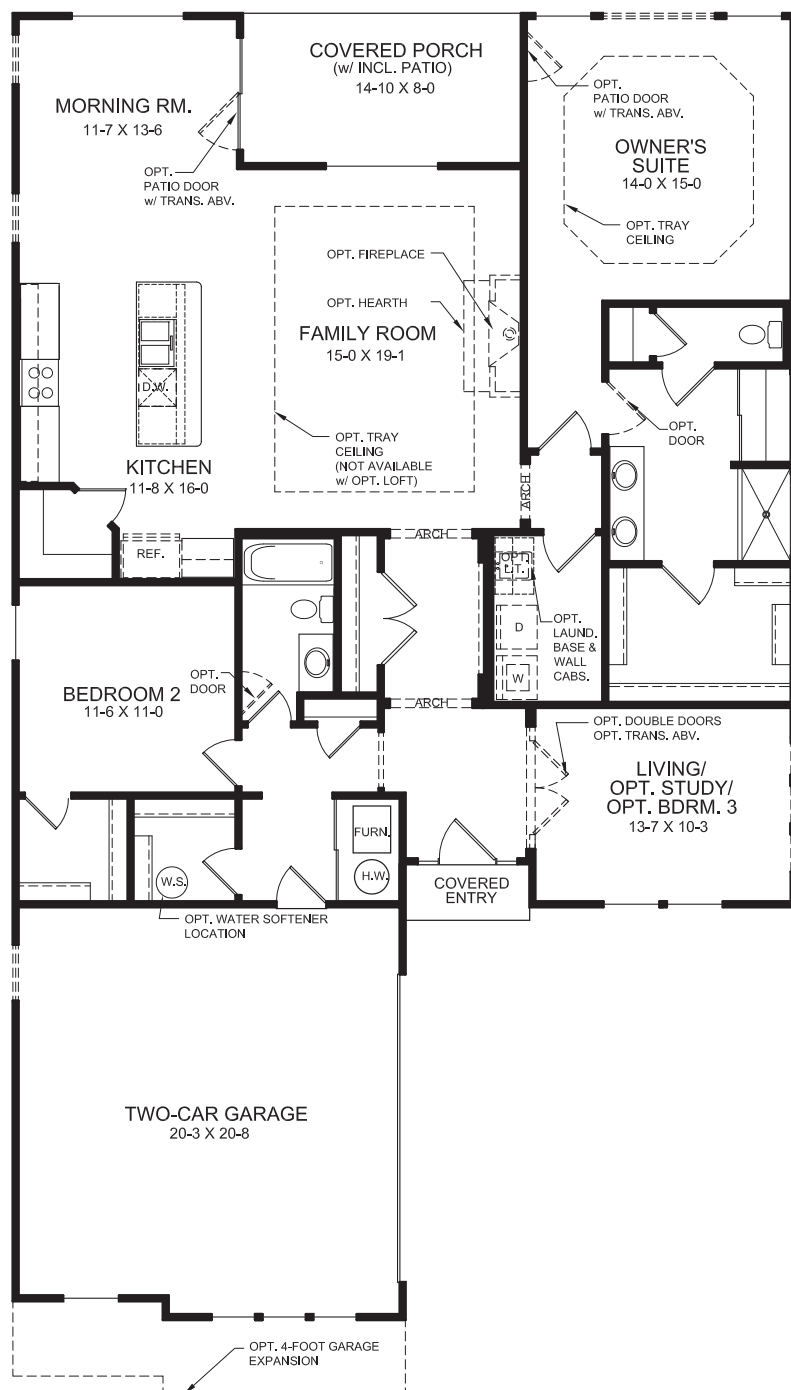 COVERED PORCH
(w/ INCL. PATIO)
14-10 X 8-0
MORNING RM.
11-7 X 13-6
OPT.
PATIO DOOR
w/ TRANS. ABV.
OPT.
PATIO DOOR
w/ TRANS. ABV.
OWNER'S
SUITE
14-0 X 15-0
OPT. TRAY
CEILING
OPT. FIREPLACE
OPT. HEARTH
FAMILY ROOM
15-0 X 19-1
D.W.
OPT. TRAY
CEILING
(NOT AVAILABLE
w/ OPT. LOFT)
OPT.
DOOR
KITCHEN
11-8 X 16-0
ARCH
REF.
ARCH
OPT.
L.T.
D
W
OPT.
LAUND.
BASE &
WALL
CABS.
BEDROOM 2
11-6 X 11-0
OPT.
DOOR
ARCH
OPT. DOUBLE DOORS
OPT. TRANS. ABV.
LIVING/
OPT. STUDY/
OPT. BDRM. 3
13-7 X 10-3
FURN.
H.W.
W.S.
COVERED
ENTRY
OPT. WATER SOFTENER
LOCATION
TWO-CAR GARAGE
20-3 X 20-8
OPT. 4-FOOT GARAGE
EXPANSION